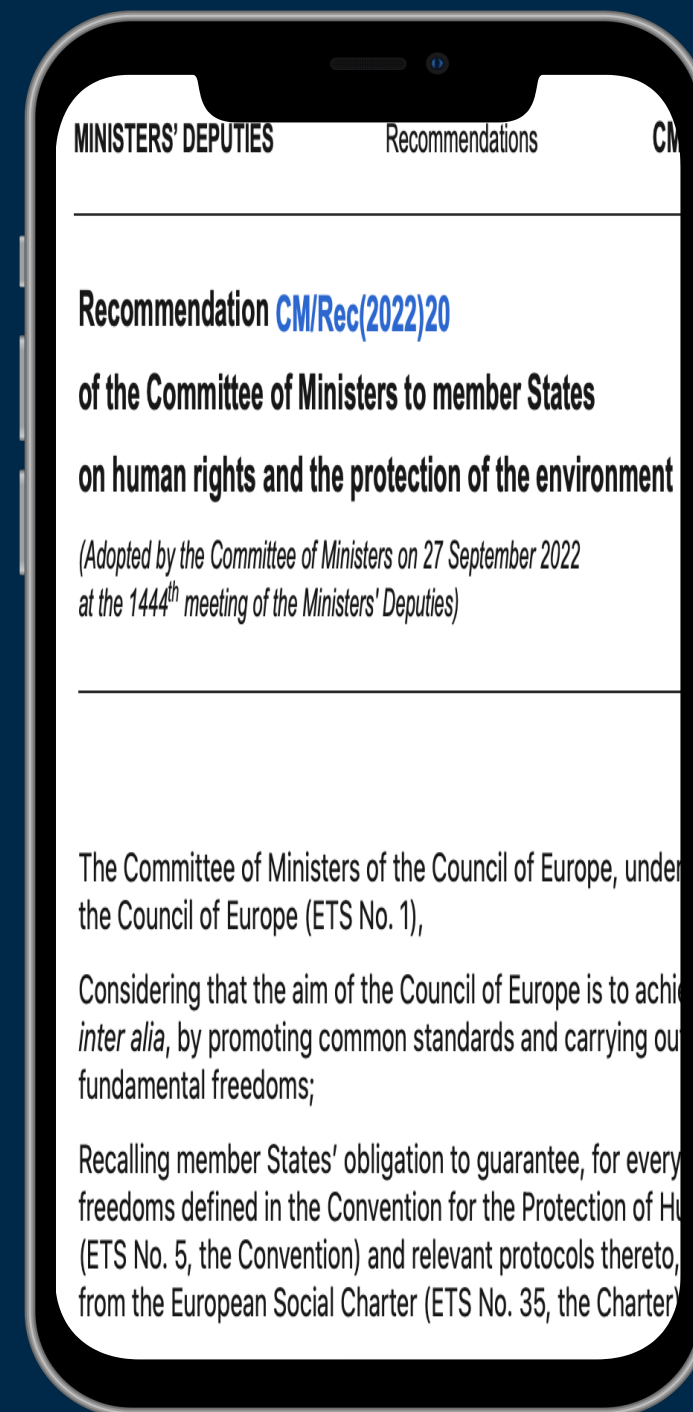 MINISTERS' DEPUTIES Recommendations CM
Recommendation CM/Rec(2022)20
of the Committee of Ministers to member States
on human rights and the protection of the environment
(Adopted by the Committee of Ministers on 27 September 2022
at the 1444th meeting of the Ministers' Deputies)
The Committee of Ministers of the Council of Europe, under
the Council of Europe (ETS No. 1),
Considering that the aim of the Council of Europe is to achie
inter alia, by promoting common standards and carrying ou
fundamental freedoms;
Recalling member States' obligation to guarantee, for every
freedoms defined in the Convention for the Protection of Hu
(ETS No. 5, the Convention) and relevant protocols thereto,
from the European Social Charter (ETS No. 35, the Charter)